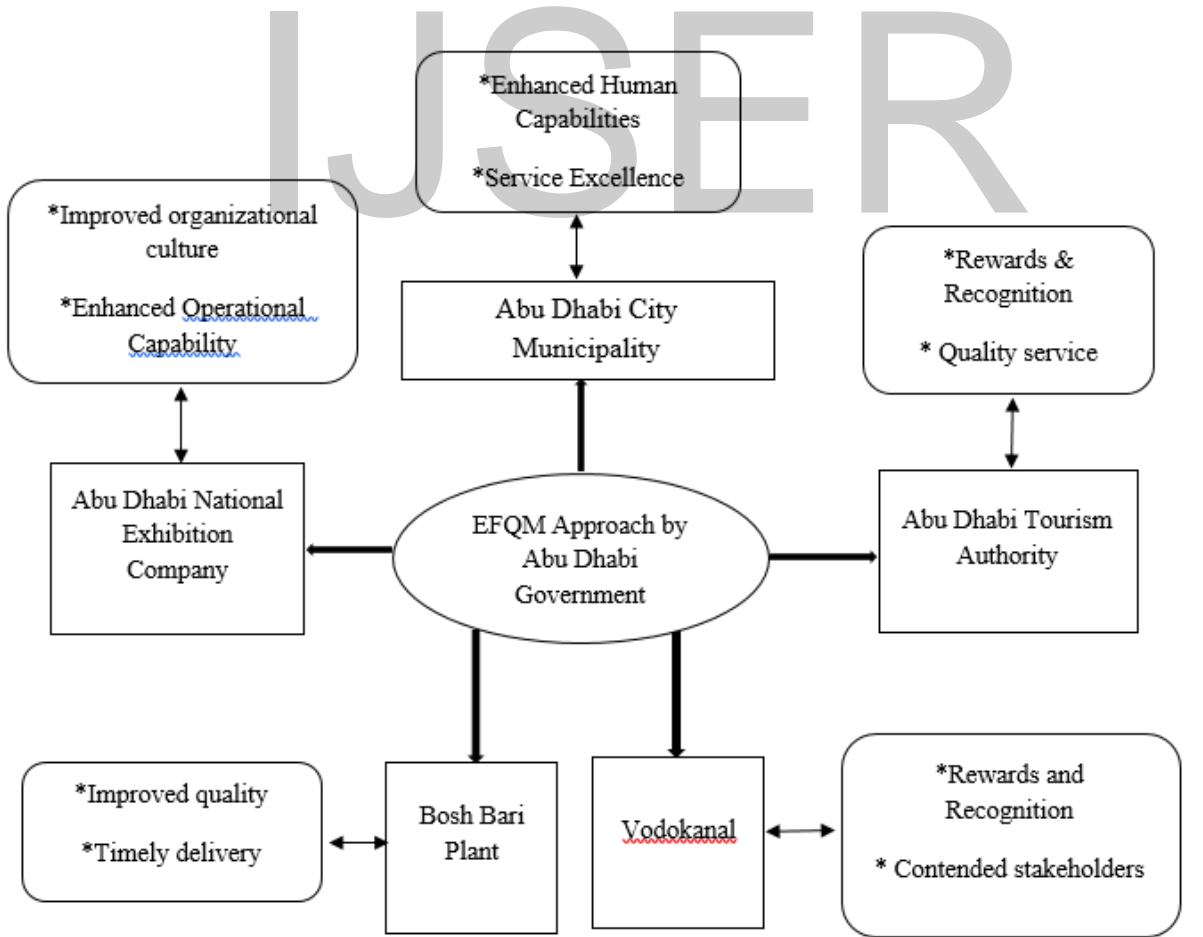 IJSER
*Enhanced Human
Capabilities
*Service Excellence
*Improved organizational
culture
*Enhanced Operational
Capability
*Rewards &
Recognition
* Quality service
Abu Dhabi City
Municipality
Abu Dhabi National
Exhibition
Company
EFQM Approach by
Abu Dhabi
Government
Abu Dhabi Tourism
Authority
*Improved quality
*Timely delivery
Bosh Bari
Plant
Vodokanal
*Rewards and
Recognition
* Contended stakeholders